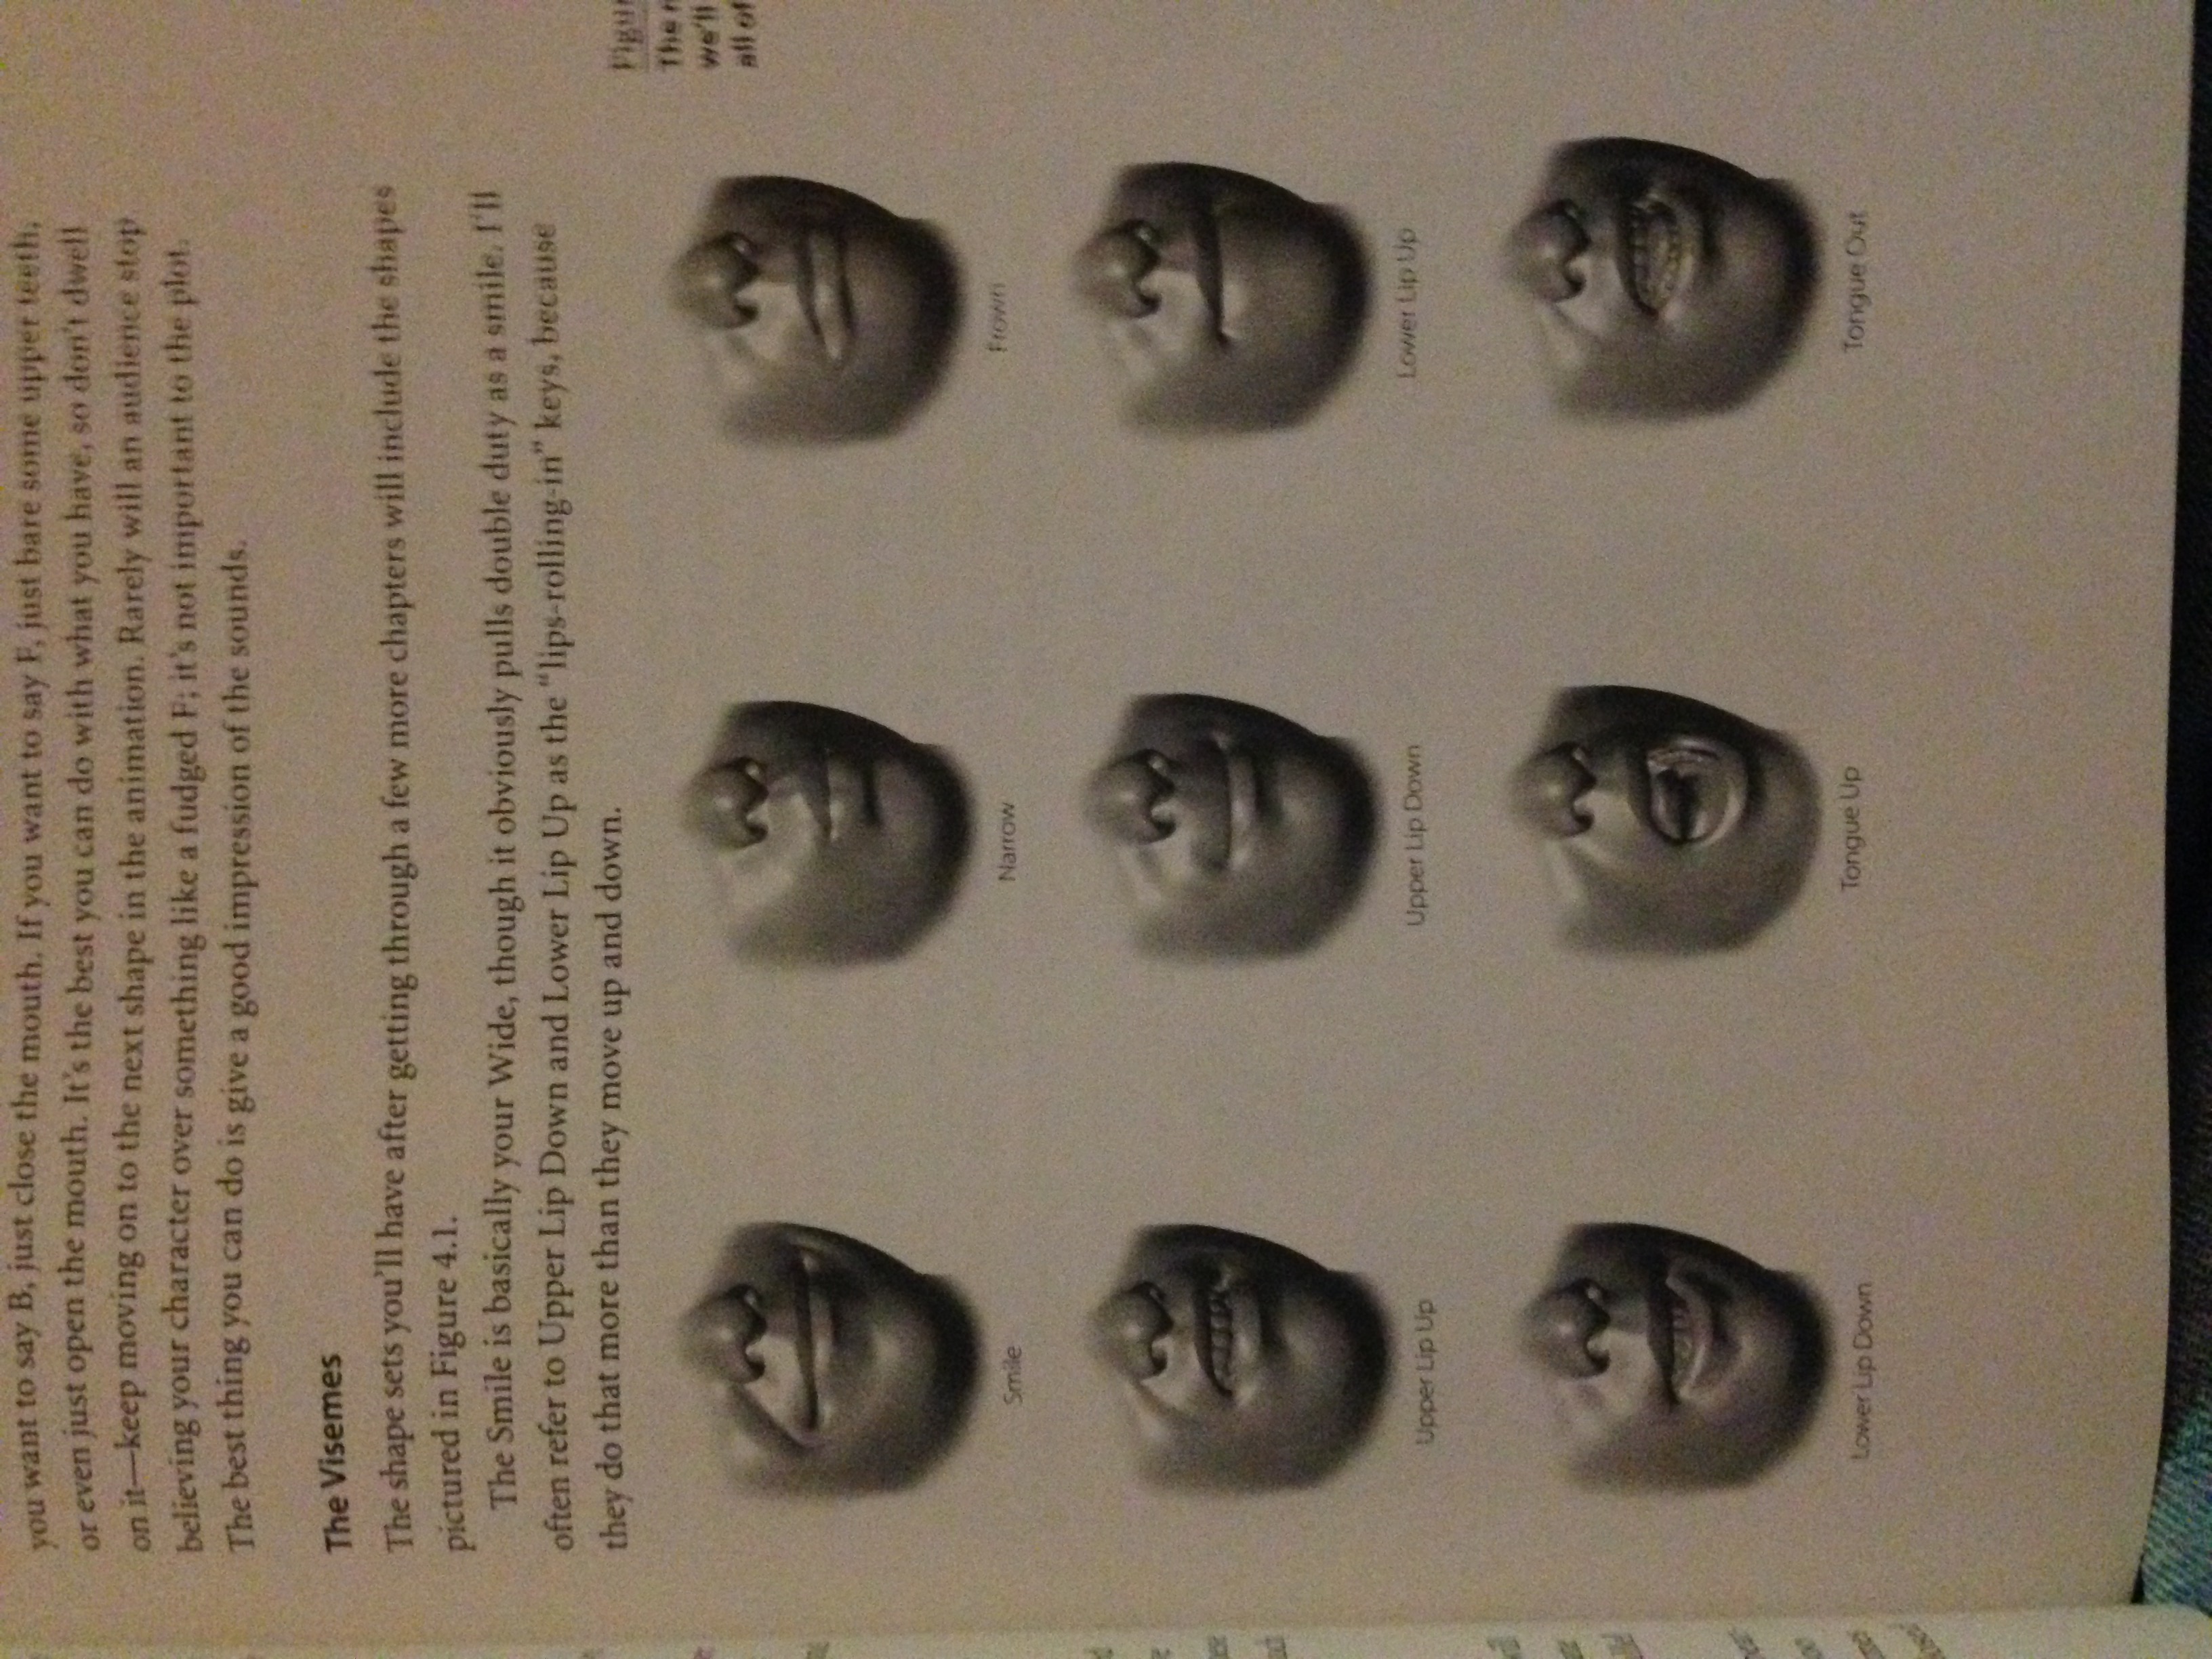 you want to say B, just close the mouth. If you want to say F, just bare some upper teeth,
or even just open the mouth. It's the best you can do with what you have, so don't dwell
on it—keep moving on to the next shape in the animation. Rarely will an audience stop
believing your character over something like a fudged F; it's not important to the plot.
The best thing you can do is give a good impression of the sounds.
The Visemes
The shape sets you'll have after getting through a few more chapters will include the shapes
pictured in Figure 4.1.
The Smile is basically your Wide, though it obviously pulls double duty as a smile. I'll
often refer to Upper Lip Down and Lower Lip Up as the “lips-rolling-in” keys, because
they do that more than they move up and down.
The
we'll
all of
Smile
Narrow
Frown
Upper Lip Up
Upper Lip Down
Lower Lip Up
Lower Lip Down
Tongue Up
Tongue Out